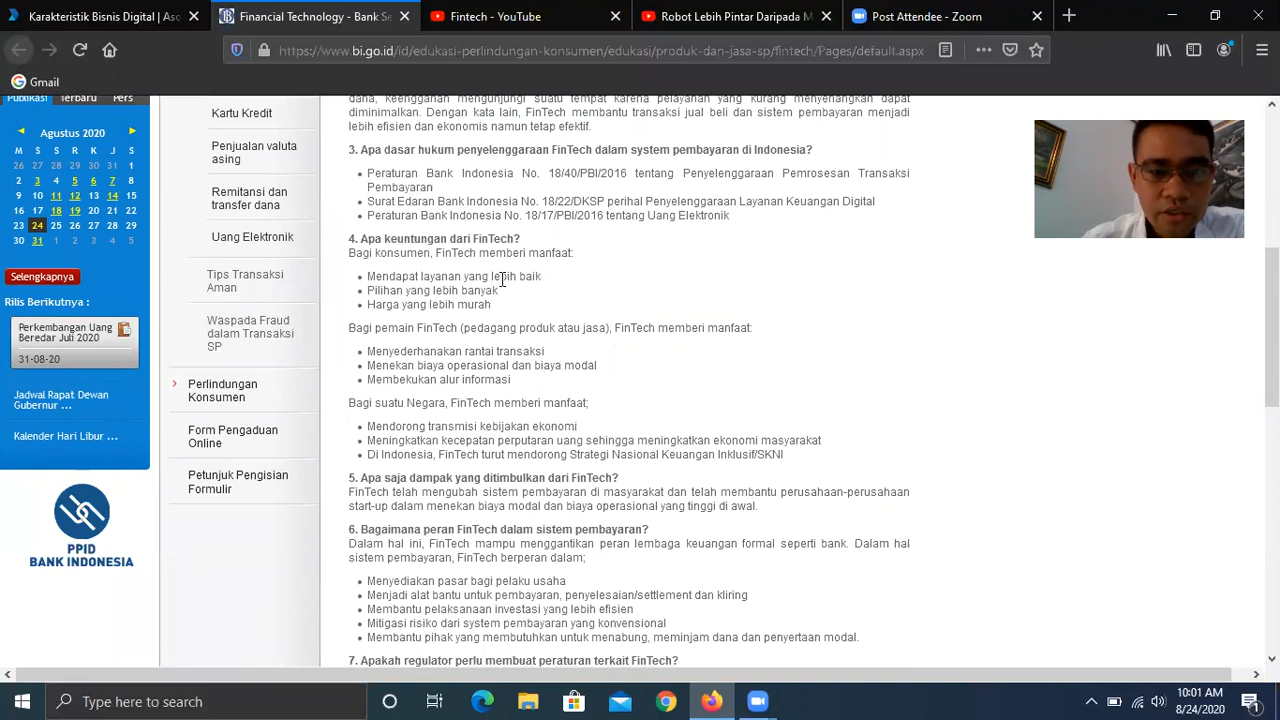 Karakteristik Bisnis Digital | Aso
Financial Technology - Bank Se
Fintech - YouTube
Robot Lebih Pintar Daripada M
Post Attendee - Zoom
https://www.bi.go.id/id/edukasi-perlindungan-konsumen/edukasi/produk-dan-jasa-sp/fintech/Pages/default.aspx
Gmail
Publikasi Terbaru Pers
Agustus 2020
M S S R K J S
26 27 28 29 30 31 1
2 3 4 5 6 7 8
9 10 11 12 13 14 15
16 17 18 19 20 21 22
23 24 25 26 27 28 29
30 31 1 2 3 4 5
Selengkapnya
Rilis Berikutnya :
Perkembangan Uang
Beredar Juli 2020
31-08-20
Jadwal Rapat Dewan
Gubernur ...
Kalender Hari Libur ...
PPID
BANK INDONESIA
Kartu Kredit
Penjualan valuta
asing
Remitansi dan
transfer dana
Uang Elektronik
Tips Transaksi
Aman
Waspada Fraud
dalam Transaksi
SP
Perlindungan
Konsumen
Form Pengaduan
Online
Petunjuk Pengisian
Formulir
dana, keengganan mengunjungi suatu tempat karena pelayanan yang kurang menyenangkan dapat
diminimalkan. Dengan kata lain, FinTech membantu transaksi jual beli dan sistem pembayaran menjadi
lebih efisien dan ekonomis namun tetap efektif.
3. Apa dasar hukum penyelenggaraan FinTech dalam system pembayaran di Indonesia?
• Peraturan Bank Indonesia No. 18/40/PBI/2016 tentang Penyelenggaraan Pemrosesan Transaksi
Pembayaran
• Surat Edaran Bank Indonesia No. 18/22/DKSP perihal Penyelenggaraan Layanan Keuangan Digital
• Peraturan Bank Indonesia No. 18/17/PBI/2016 tentang Uang Elektronik
4. Apa keuntungan dari FinTech?
Bagi konsumen, FinTech memberi manfaat:
• Mendapat layanan yang lebih baik
• Pilihan yang lebih banyak
• Harga yang lebih murah
Bagi pemain FinTech (pedagang produk atau jasa), FinTech memberi manfaat:
• Menyederhanakan rantai transaksi
• Menekan biaya operasional dan biaya modal
• Membekukan alur informasi
Bagi suatu Negara, FinTech memberi manfaat;
• Mendorong transmisi kebijakan ekonomi
• Meningkatkan kecepatan perputaran uang sehingga meningkatkan ekonomi masyarakat
• Di Indonesia, FinTech turut mendorong Strategi Nasional Keuangan Inklusif/SKNI
5. Apa saja dampak yang ditimbulkan dari FinTech?
FinTech telah mengubah sistem pembayaran di masyarakat dan telah membantu perusahaan-perusahaan
start-up dalam menekan biaya modal dan biaya operasional yang tinggi di awal.
6. Bagaimana peran FinTech dalam sistem pembayaran?
Dalam hal ini, FinTech mampu menggantikan peran lembaga keuangan formal seperti bank. Dalam hal
sistem pembayaran, FinTech berperan dalam;
• Menyediakan pasar bagi pelaku usaha
• Menjadi alat bantu untuk pembayaran, penyelesaian/settlement dan kliring
• Membantu pelaksanaan investasi yang lebih efisien
• Mitigasi risiko dari system pembayaran yang konvensional
• Membantu pihak yang membutuhkan untuk menabung, meminjam dana dan penyertaan modal.
7. Apakah regulator perlu membuat peraturan terkait FinTech?
Type here to search
10:01 AM
8/24/2020
1